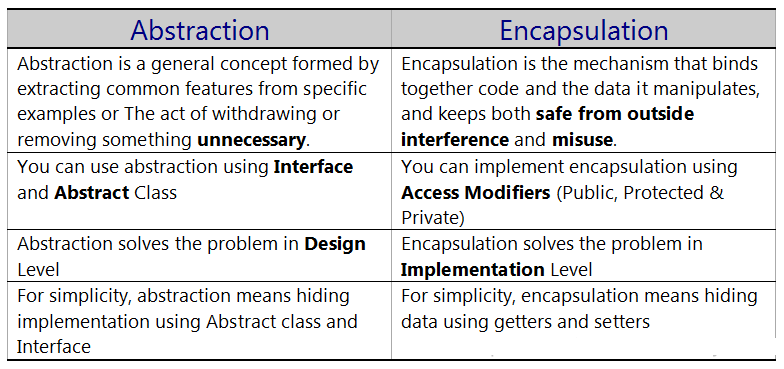 Abstraction
Encapsulation
Abstraction is a general concept formed by
extracting common features from specific
examples or The act of withdrawing or
removing something unnecessary.
Encapsulation is the mechanism that binds
together code and the data it manipulates,
and keeps both safe from outside
interference and misuse.
You can use abstraction using Interface
and Abstract Class
You can implement encapsulation using
Access Modifiers (Public, Protected &
Private)
Abstraction solves the problem in Design
Level
Encapsulation solves the problem in
Implementation Level
For simplicity, abstraction means hiding
implementation using Abstract class and
Interface
For simplicity, encapsulation means hiding
data using getters and setters